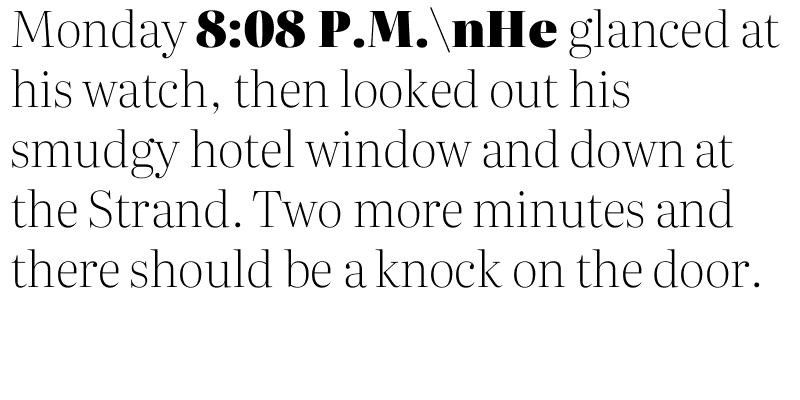 Monday 8:08 P.M.\nHe glanced at
his watch, then looked out his
smudgy hotel window and down at
the Strand. Two more minutes and
there should be a knock on the door.